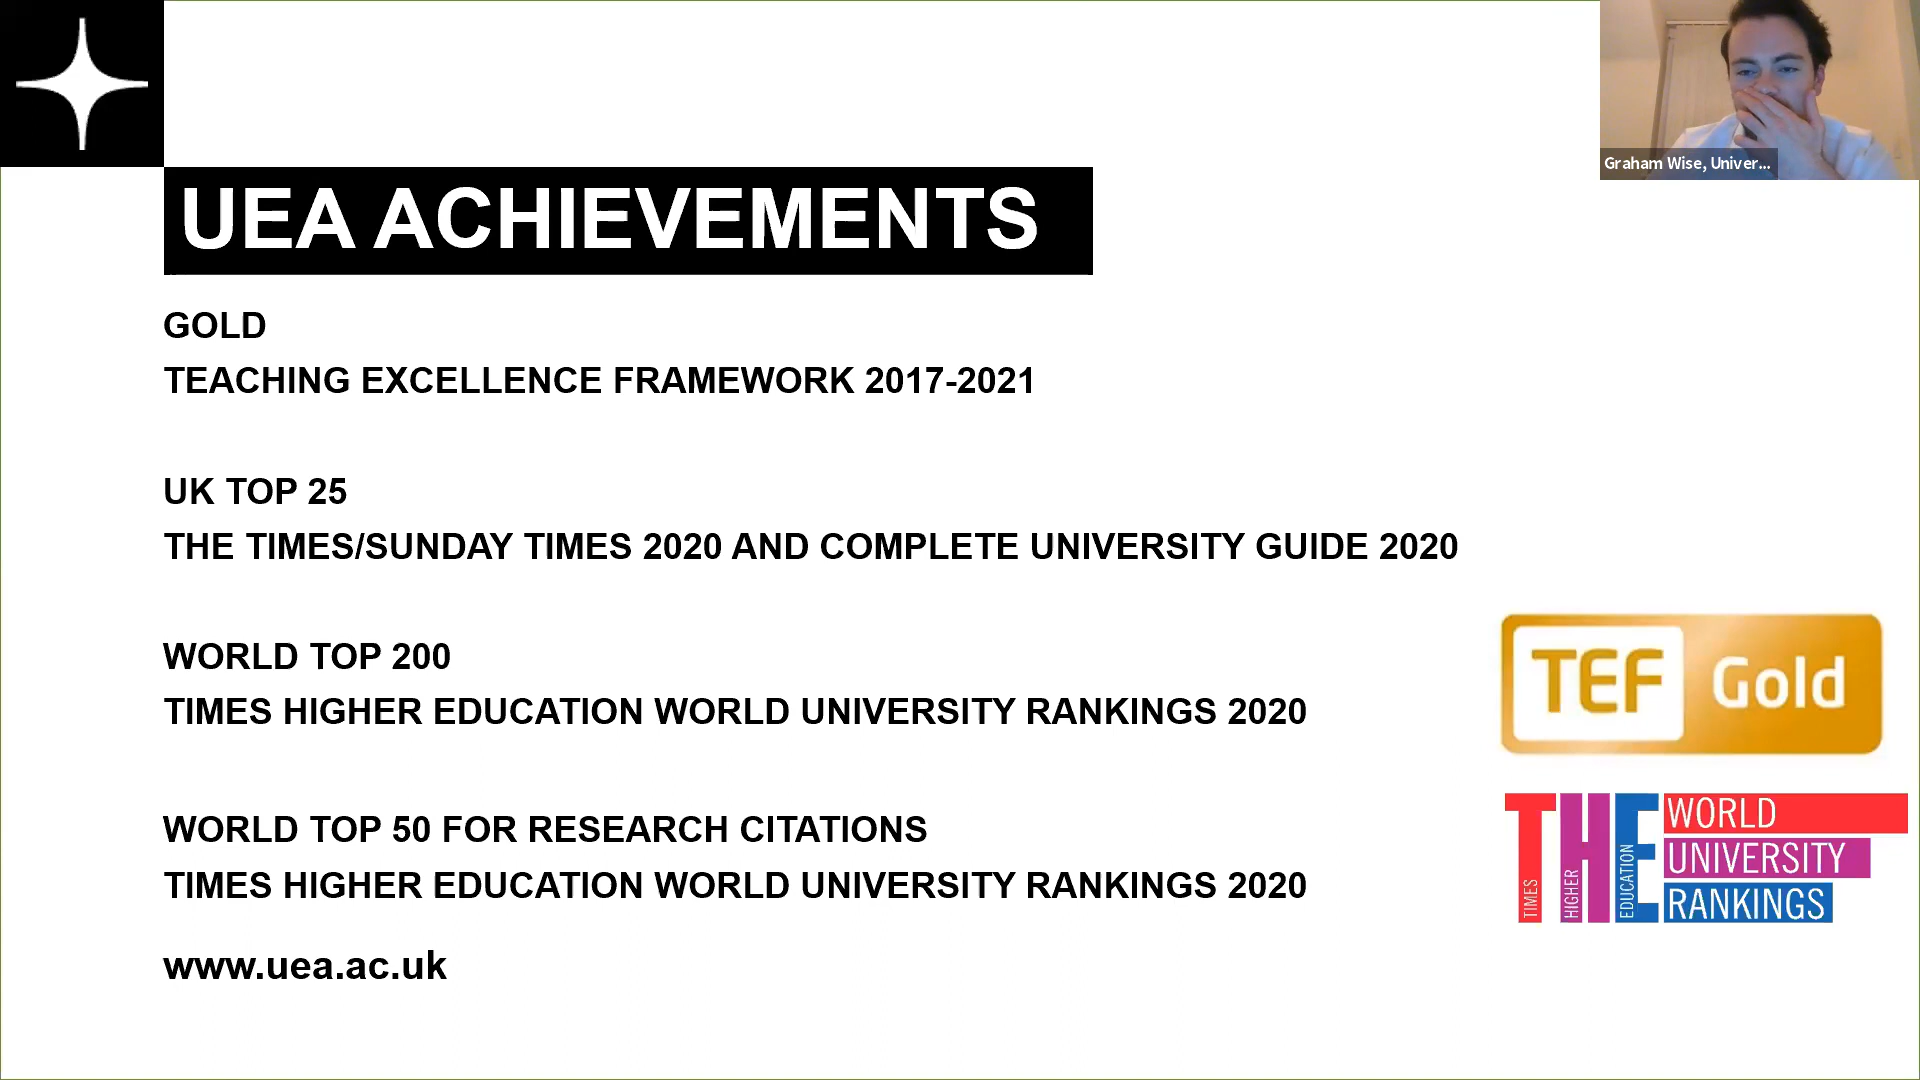 Graham Wise, Univer...
UEA ACHIEVEMENTS
GOLD
TEACHING EXCELLENCE FRAMEWORK 2017-2021
UK TOP 25
THE TIMES/SUNDAY TIMES 2020 AND COMPLETE UNIVERSITY GUIDE 2020
WORLD TOP 200
TIMES HIGHER EDUCATION WORLD UNIVERSITY RANKINGS 2020
TEF Gold
WORLD TOP 50 FOR RESEARCH CITATIONS
TIMES HIGHER EDUCATION WORLD UNIVERSITY RANKINGS 2020
THE
TIMES HIGHER EDUCATION
WORLD
UNIVERSITY
RANKINGS
www.uea.ac.uk